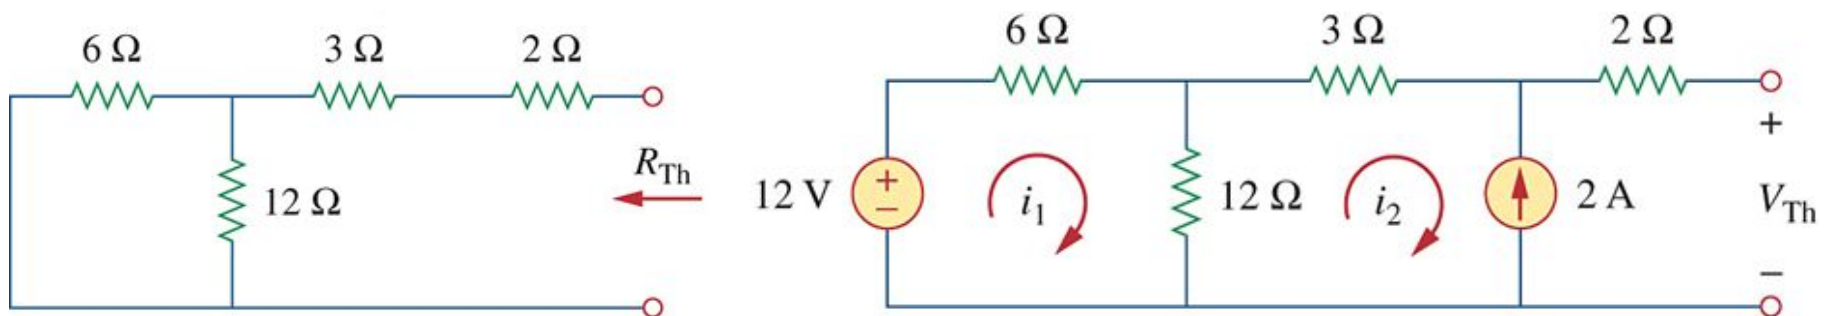 6 Ω 3 Ω 2 Ω
12 Ω
R_Th
6 Ω 3 Ω 2 Ω
12 V + − i_1 12 Ω i_2 2 A + V_Th −